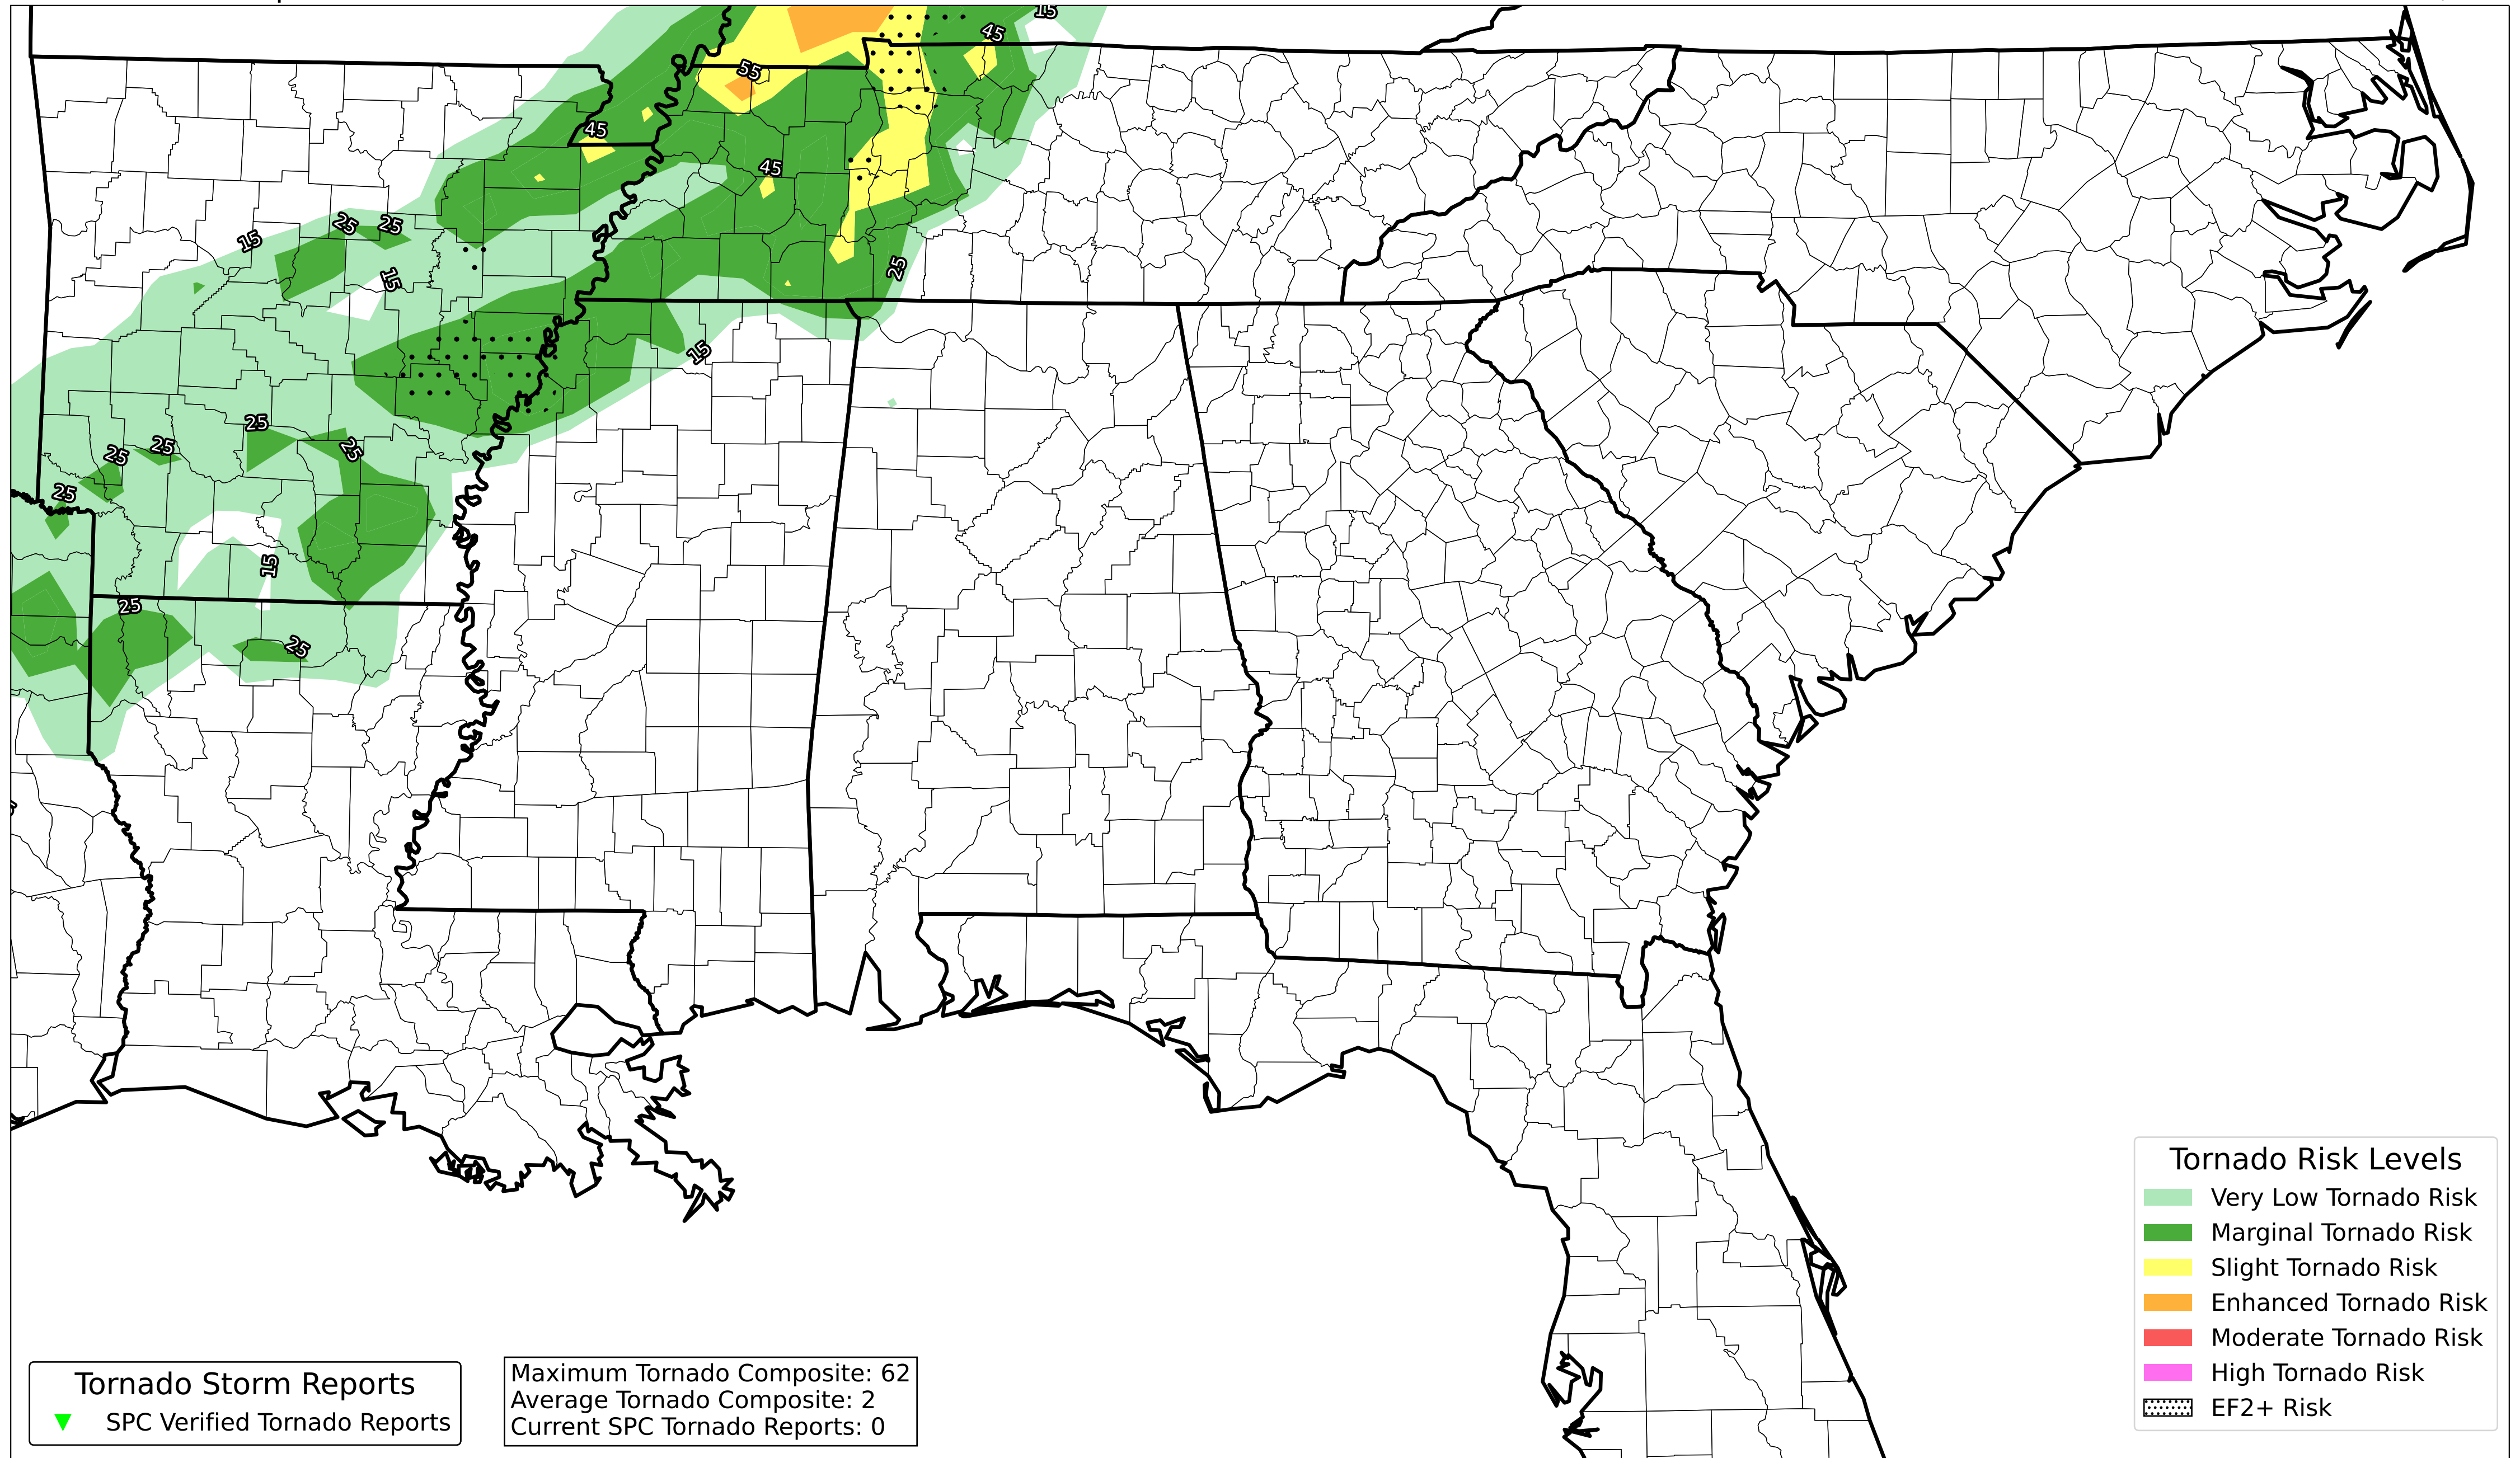 15
45
55
45
45
25
25
15
25
15
15
25
25
25
25
25
15
25
25
Tornado Risk Levels
Very Low Tornado Risk
Marginal Tornado Risk
Slight Tornado Risk
Enhanced Tornado Risk
Moderate Tornado Risk
High Tornado Risk
EF2+ Risk
Tornado Storm Reports
SPC Verified Tornado Reports
Maximum Tornado Composite: 62
Average Tornado Composite: 2
Current SPC Tornado Reports: 0